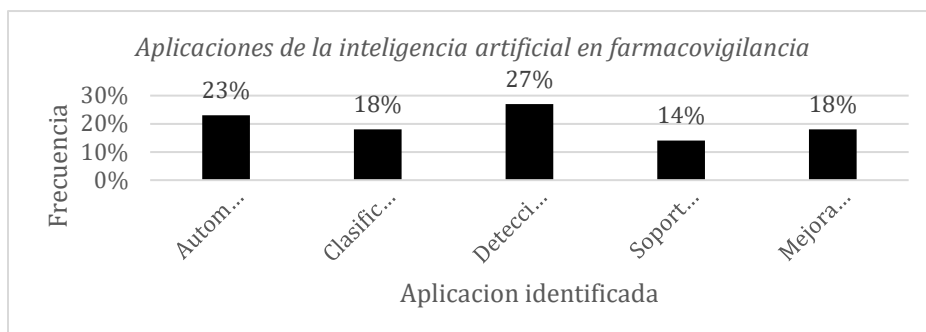 Aplicaciones de la inteligencia artificial en farmacovigilancia
Frecuencia
30%
20%
10%
0%
23%
18%
27%
14%
18%
Autom...
Clasific...
Detecci...
Soport...
Mejora...
Aplicacion identificada